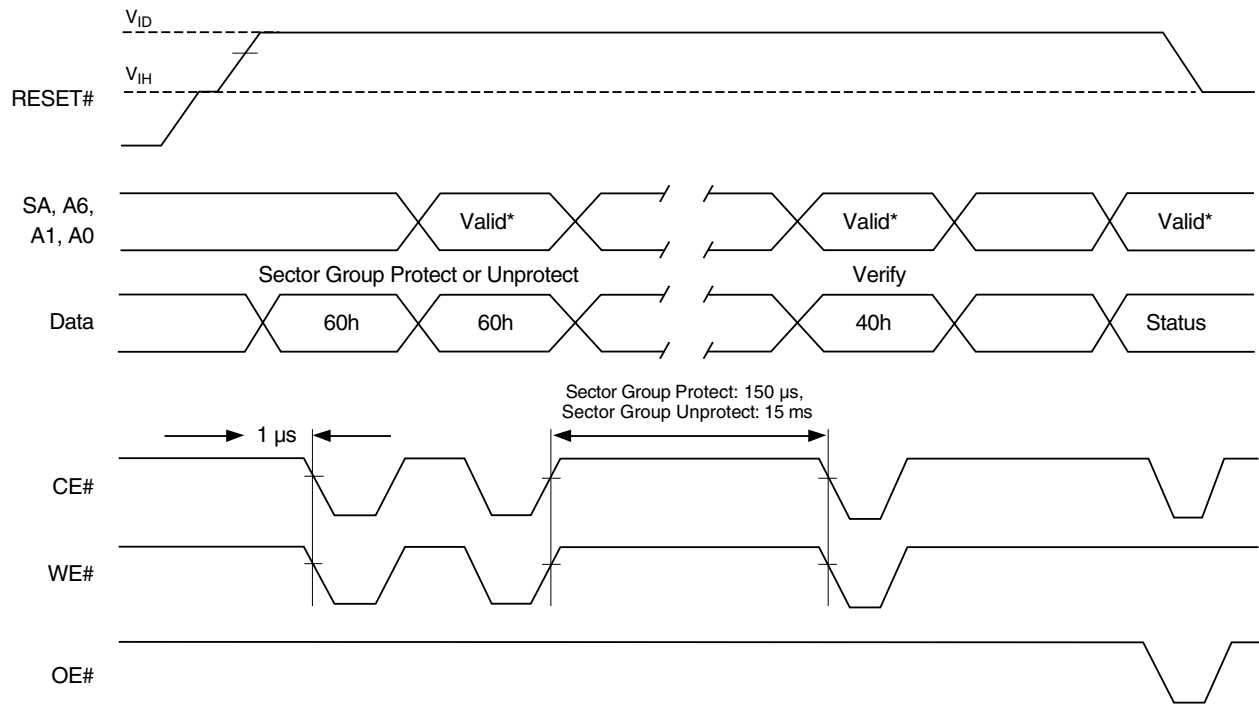 VID
VIH
RESET#
SA, A6,
A1, A0
Valid*
Valid*
Valid*
Sector Group Protect or Unprotect
Verify
Data
60h
60h
40h
Status
Sector Group Protect: 150 µs,
Sector Group Unprotect: 15 ms
1 µs
CE#
WE#
OE#